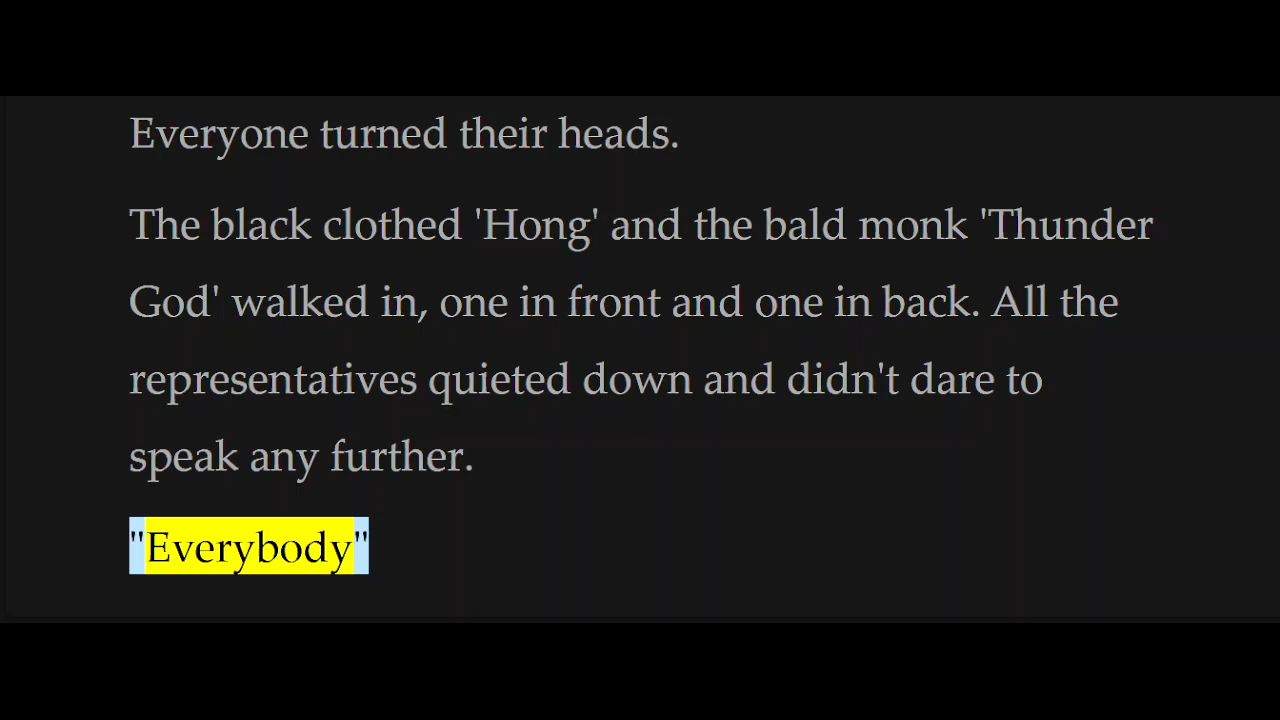 Everyone turned their heads.
The black clothed 'Hong' and the bald monk 'Thunder
God' walked in, one in front and one in back. All the
representatives quieted down and didn't dare to
speak any further.
"Everybody"